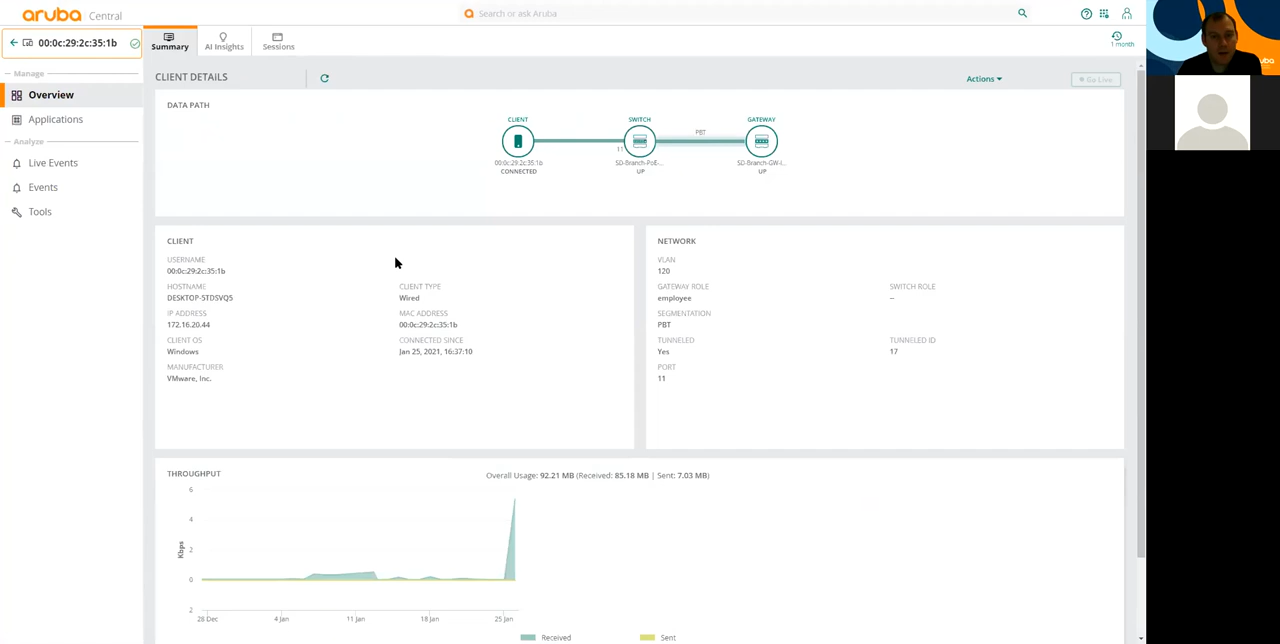 aruba Central
Search or ask Aruba
00:0c:29:2c:35:1b
Summary
AI Insights
Sessions
1 month
Manage
Overview
Applications
Analyze
Live Events
Events
Tools
CLIENT DETAILS
Actions
Go Live
DATA PATH
CLIENT
SWITCH
GATEWAY
PBT
11
00:0c:29:2c:35:1b
CONNECTED
SD-Branch-PoE-...
UP
SD-Branch-GW-I...
UP
CLIENT
USERNAME
00:0c:29:2c:35:1b
HOSTNAME
DESKTOP-STDSVQ5
CLIENT TYPE
Wired
IP ADDRESS
172.16.20.44
MAC ADDRESS
00:0c:29:2c:35:1b
CLIENT OS
Windows
CONNECTED SINCE
Jan 25, 2021, 16:37:10
MANUFACTURER
VMware, Inc.
NETWORK
VLAN
120
GATEWAY ROLE
employee
SWITCH ROLE
--
SEGMENTATION
PBT
TUNNELED
Yes
TUNNELED ID
17
PORT
11
THROUGHPUT
Overall Usage: 92.21 MB (Received: 85.18 MB | Sent: 7.03 MB)
6
4
2
0
2
Kbps
28 Dec
4 Jan
11 Jan
18 Jan
25 Jan
Received
Sent